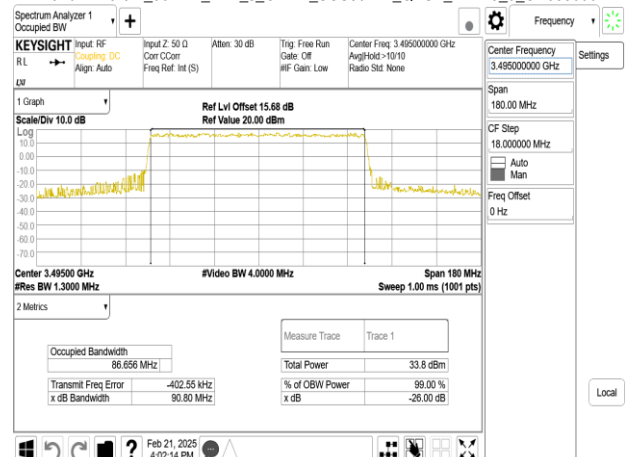 Spectrum Analyzer 1
Occupied BW
Frequency
KEYSIGHT
RL
LXI
Input: RF
Coupling: DC
Align: Auto
Input Z: 50 Ω
Corr CCorr
Freq Ref: Int (S)
Atten: 30 dB
Trig: Free Run
Gate: Off
#IF Gain: Low
Center Freq: 3.495000000 GHz
Avg|Hold:>10/10
Radio Std: None
Center Frequency
3.495000000 GHz
Settings
Span
180.00 MHz
CF Step
18.000000 MHz
Auto
Man
Freq Offset
0 Hz
Local
1 Graph
Scale/Div 10.0 dB
Ref Lvl Offset 15.68 dB
Ref Value 20.00 dBm
Log
10.0
0.00
-10.0
-20.0
-30.0
-40.0
-50.0
-60.0
-70.0
Center 3.49500 GHz
#Video BW 4.0000 MHz
Span 180 MHz
#Res BW 1.3000 MHz
Sweep 1.00 ms (1001 pts)
2 Metrics
Measure Trace Trace 1
Occupied Bandwidth
86.656 MHz
Total Power 33.8 dBm
Transmit Freq Error -402.55 kHz
% of OBW Power 99.00 %
x dB Bandwidth 90.80 MHz
x dB -26.00 dB
?
Feb 21, 2025
4:02:14 PM